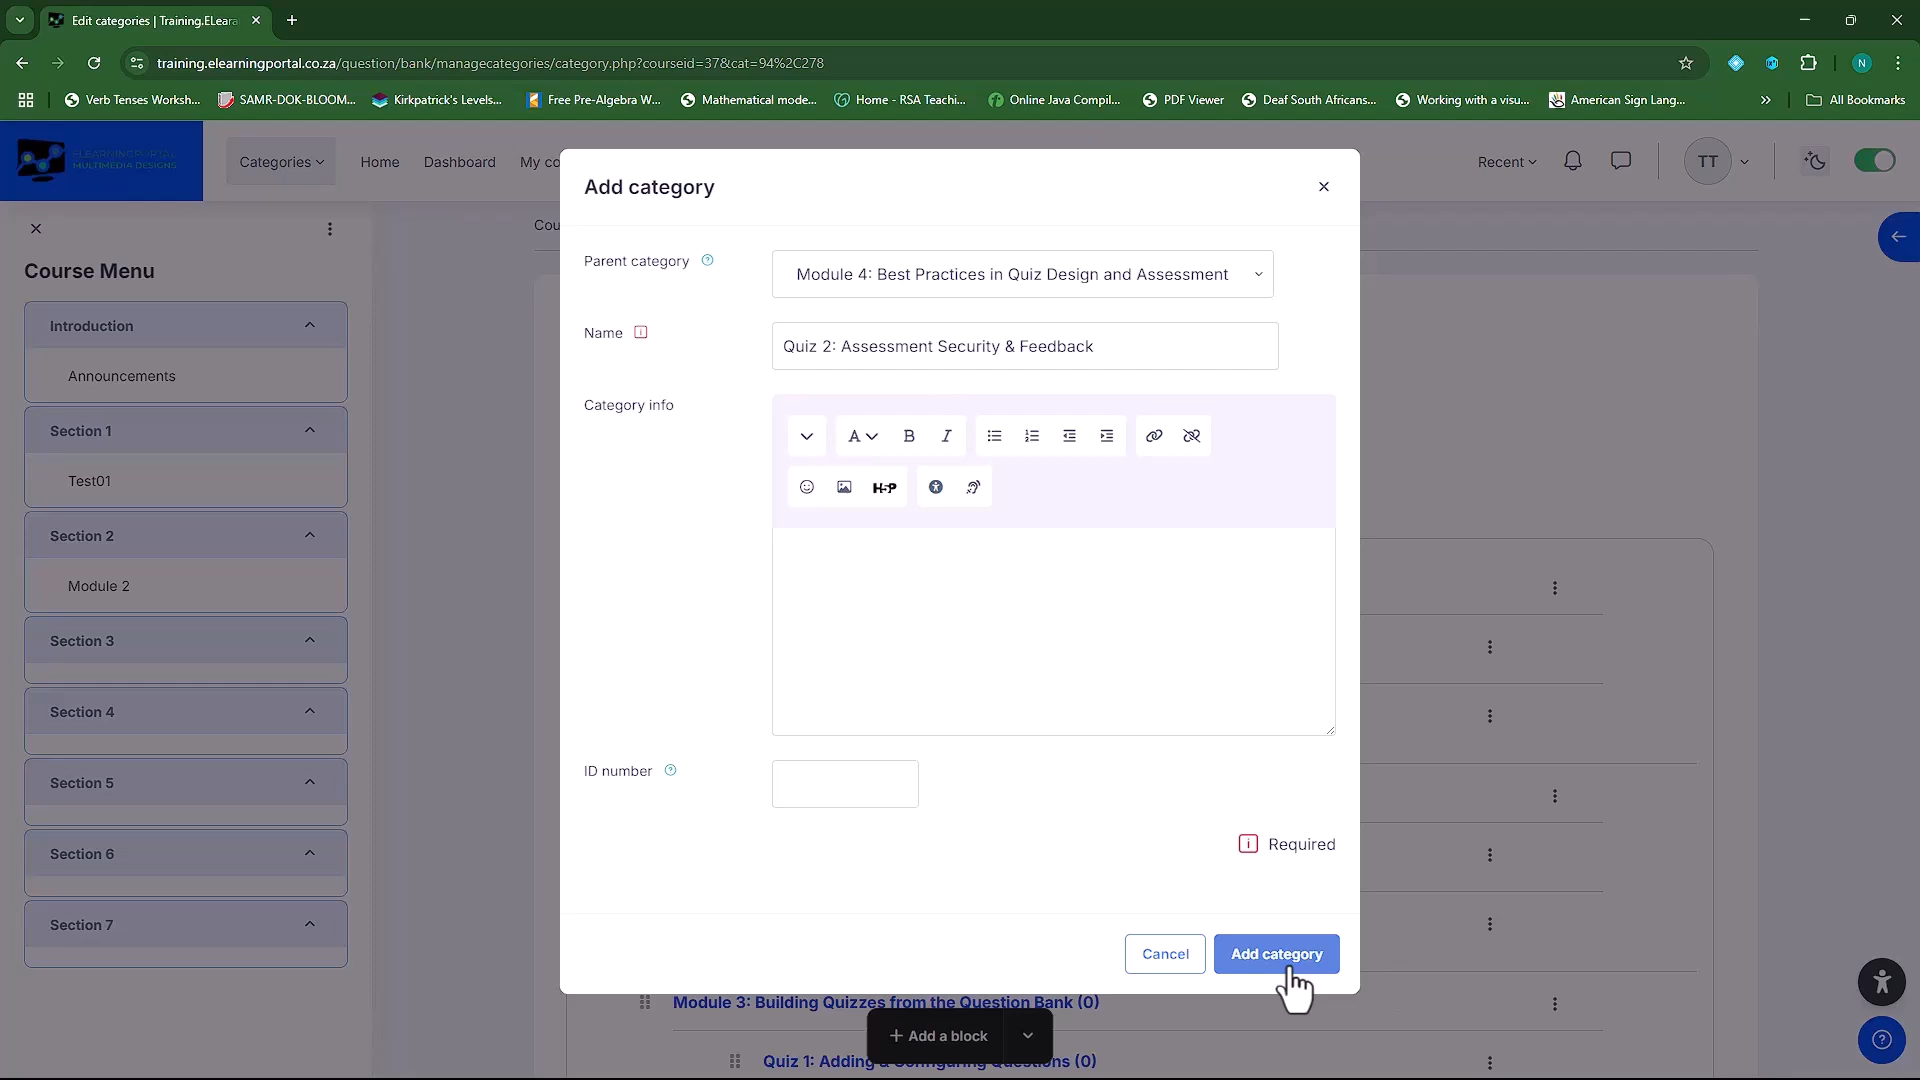 Edit categories | Training.ELeara
training.elearningportal.co.za/question/bank/managecategories/category.php?courseid=37&cat=94%2C278
N
Verb Tenses Worksh...
SAMR-DOK-BLOOM...
Kirkpatrick's Levels...
Free Pre-Algebra W...
Mathematical mode...
Home - RSA Teachi...
Online Java Compil...
PDF Viewer
Deaf South Africans...
Working with a visu...
American Sign Lang...
All Bookmarks
ELEARNINGPORTAL
MULTIMEDIA DESIGNS
Categories
Home
Dashboard
My co
Recent
TT
Cou
Course Menu
Introduction
Announcements
Section 1
Test01
Section 2
Module 2
Section 3
Section 4
Section 5
Section 6
Section 7
Add category
Parent category
Module 4: Best Practices in Quiz Design and Assessment
Name
Quiz 2: Assessment Security & Feedback
Category info
A
B
I
H5P
ID number
Required
Cancel
Add category
Module 3: Building Quizzes from the Question Bank (0)
+ Add a block
Quiz 1: Adding & Configuring Questions (0)